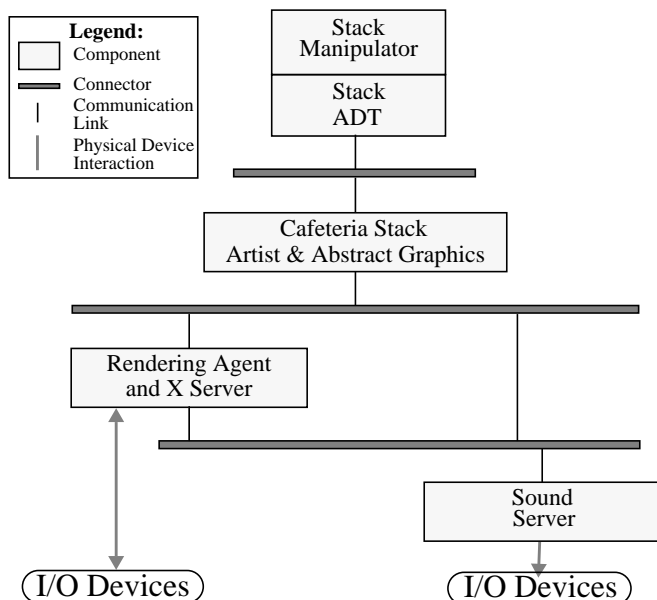 Legend:
Component
Connector
Communication
Link
Physical Device
Interaction
Stack
Manipulator
Stack
ADT
Cafeteria Stack
Artist & Abstract Graphics
Rendering Agent
and X Server
Sound
Server
I/O Devices
I/O Devices